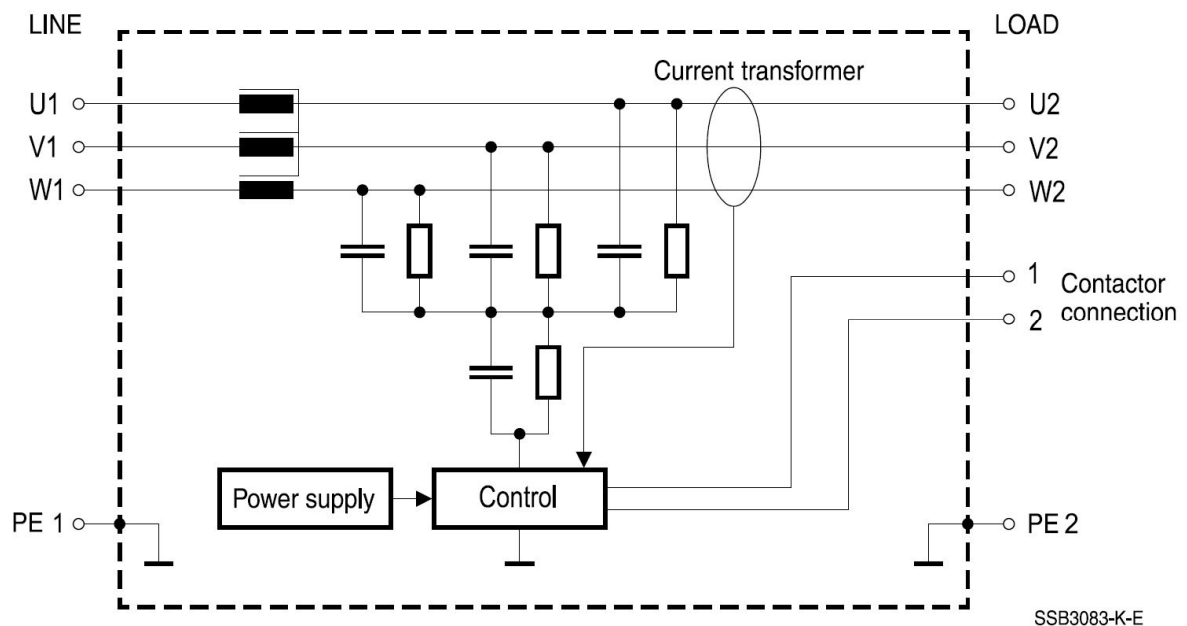 LINE
LOAD
Current transformer
U1
U2
V1
V2
W1
W2
1
Contactor
connection
2
Power supply
Control
PE 1
PE 2
SSB3083-K-E